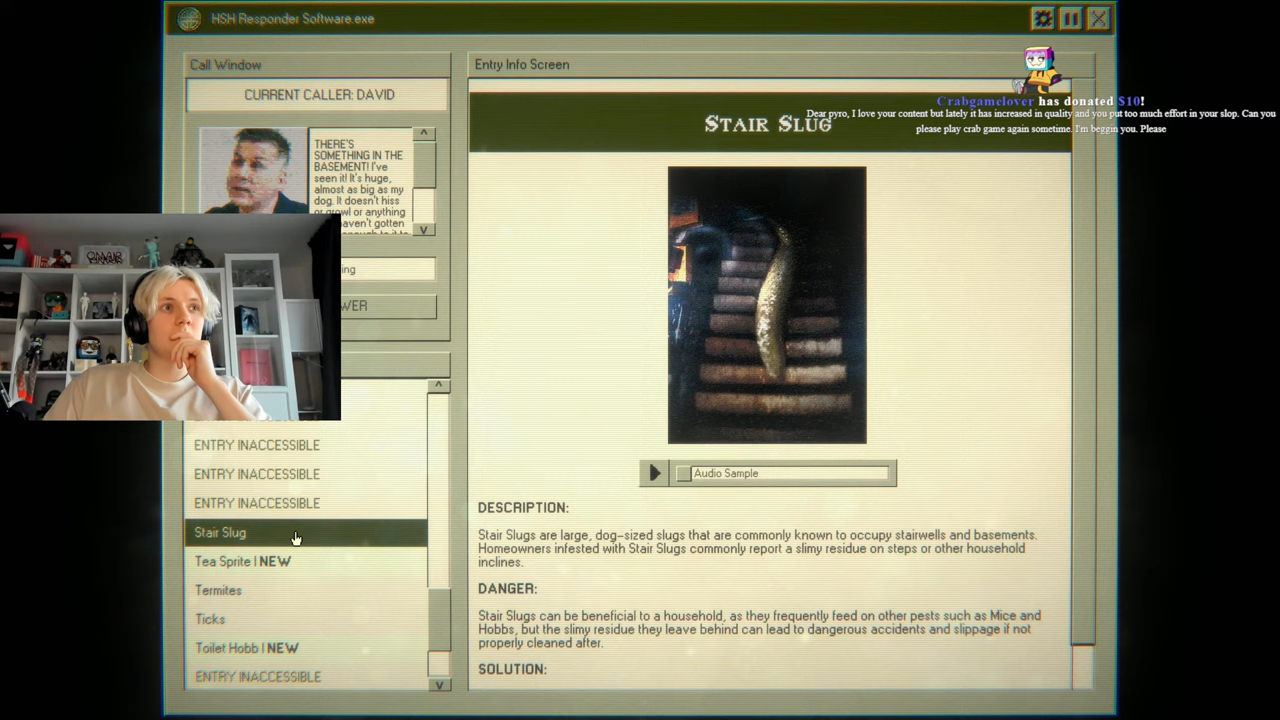 HSH Responder Software.exe
Call Window
CURRENT CALLER: DAVID
THERE'S
SOMETHING IN THE
BASEMENT! I've
seen it! It's huge,
almost as big as my
dog. It doesn't hiss
or growl or anything
haven't gotten
ing
WER
ENTRY INACCESSIBLE
ENTRY INACCESSIBLE
ENTRY INACCESSIBLE
Stair Slug
Tea Sprite | NEW
Termites
Ticks
Toilet Hobb | NEW
ENTRY INACCESSIBLE
Entry Info Screen
Crabgamelover has donated $10!
Dear pyro, I love your content but lately it has increased in quality and you put too much effort in your slop. Can you
please play crab game again sometime. I'm beggin you. Please
STAIR SLUG
Audio Sample
DESCRIPTION:
Stair Slugs are large, dog-sized slugs that are commonly known to occupy stairwells and basements.
Homeowners infested with Stair Slugs commonly report a slimy residue on steps or other household
inclines.
DANGER:
Stair Slugs can be beneficial to a household, as they frequently feed on other pests such as Mice and
Hobbs, but the slimy residue they leave behind can lead to dangerous accidents and slippage if not
properly cleaned after.
SOLUTION: